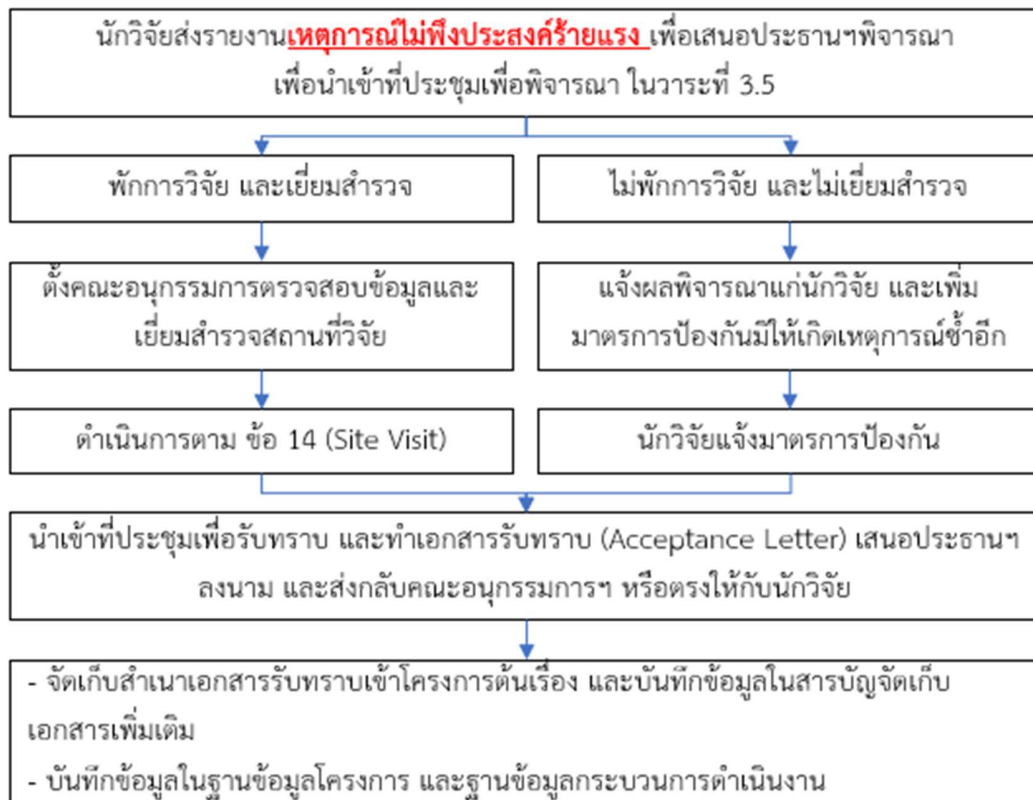 นักวิจัยส่งรายงานเหตุการณ์ไม่พึงประสงค์ร้ายแรง เพื่อเสนอประธานฯพิจารณา
เพื่อนำเข้าที่ประชุมเพื่อพิจารณา ในวาระที่ 3.5
พักการวิจัย และเยี่ยมสำรวจ
ไม่พักการวิจัย และไม่เยี่ยมสำรวจ
ตั้งคณะอนุกรรมการตรวจสอบข้อมูลและ
เยี่ยมสำรวจสถานที่วิจัย
แจ้งผลพิจารณาแก่นักวิจัย และเพิ่ม
มาตรการป้องกันมิให้เกิดเหตุการณ์ซ้ำอีก
ดำเนินการตาม ข้อ 14 (Site Visit)
นักวิจัยแจ้งมาตรการป้องกัน
นำเข้าที่ประชุมเพื่อรับทราบ และทำเอกสารรับทราบ (Acceptance Letter) เสนอประธานฯ
ลงนาม และส่งกลับคณะอนุกรรมการฯ หรือตรงให้กับนักวิจัย
- จัดเก็บสำเนาเอกสารรับทราบเข้าโครงการต้นเรื่อง และบันทึกข้อมูลในสารบัญจัดเก็บ
เอกสารเพิ่มเติม
- บันทึกข้อมูลในฐานข้อมูลโครงการ และฐานข้อมูลกระบวนการดำเนินงาน